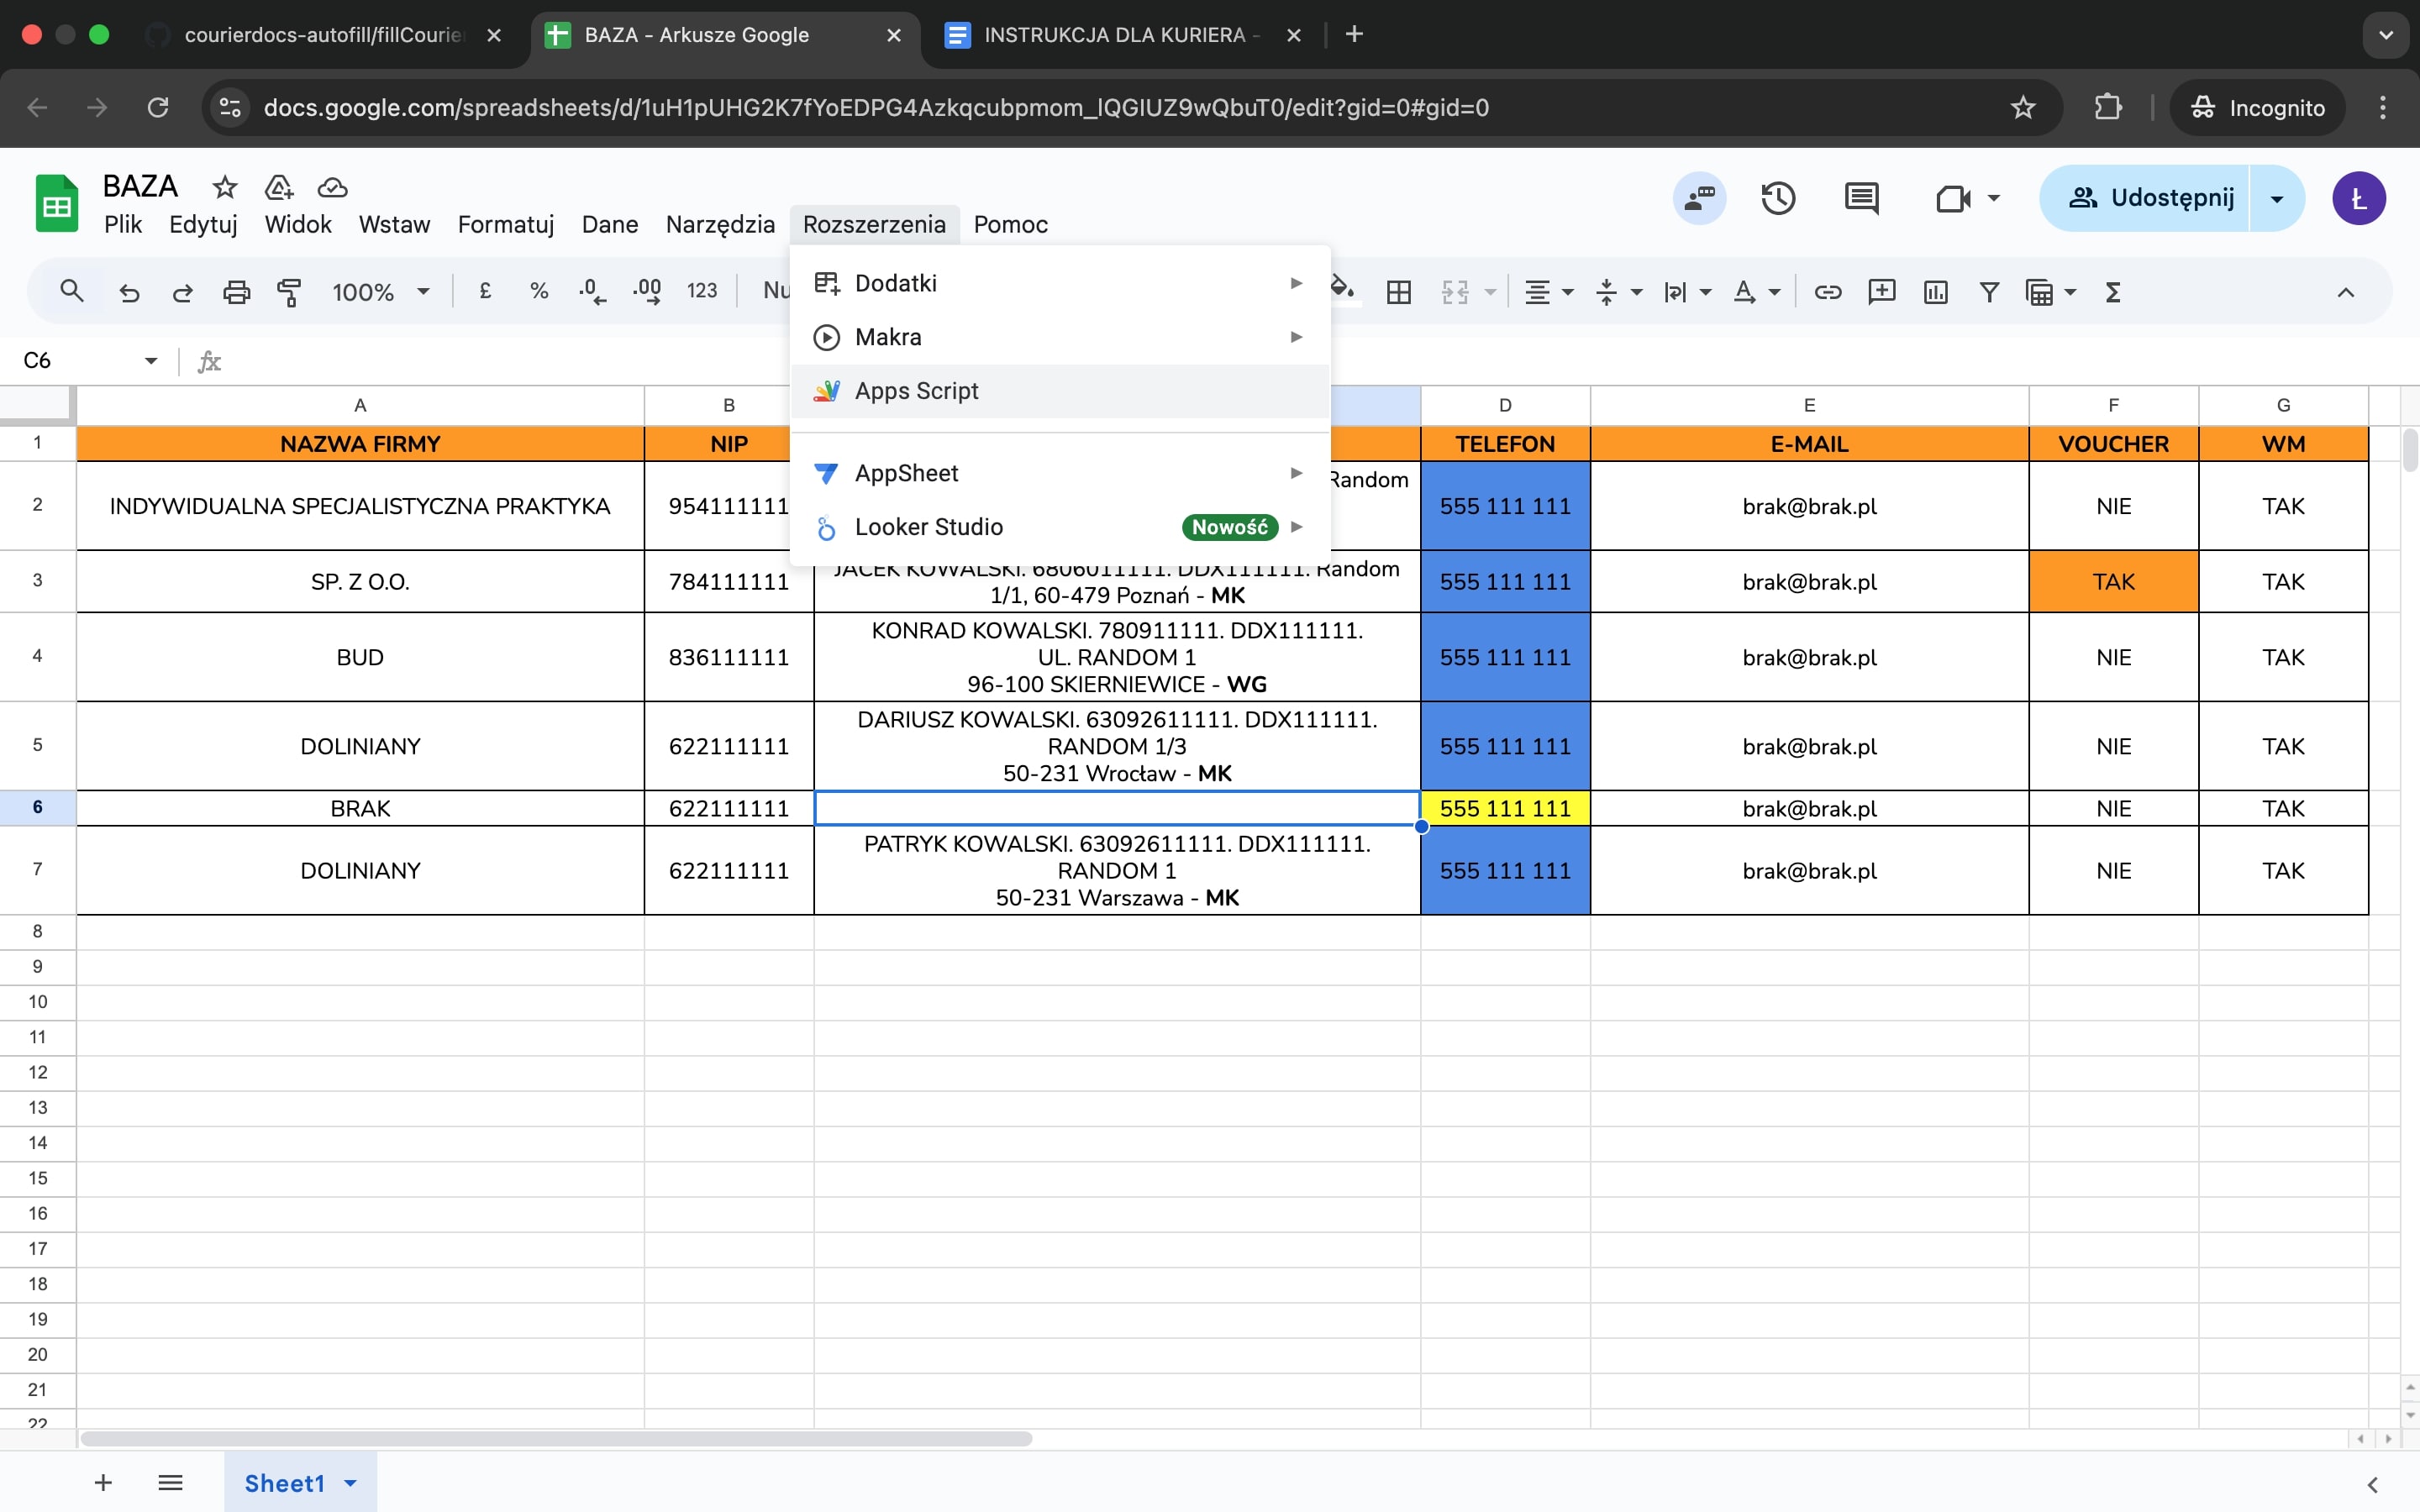 courierdocs-autofill/fillCourier
BAZA - Arkusze Google
INSTRUKCJA DLA KURIERA -
docs.google.com/spreadsheets/d/1uH1pUHG2K7fYoEDPG4Azkqcubpmom_lQGIUZ9wQbuT0/edit?gid=0#gid=0
Incognito
BAZA
Plik Edytuj Widok Wstaw Formatuj Dane Narzędzia Rozszerzenia Pomoc
Udostępnij
Ł
100% £ % .0 .00 123 Nu
Dodatki
Makra
Apps Script
AppSheet
Looker Studio Nowość
C6
fx
A B D E F G
1 NAZWA FIRMY NIP TELEFON E-MAIL VOUCHER WM
2 INDYWIDUALNA SPECJALISTYCZNA PRAKTYKA 954111111 Random 555 111 111 brak@brak.pl NIE TAK
3 SP. Z O.O. 784111111 JACEK KOWALSKI. 6806011111. DDX111111. Random
1/1, 60-479 Poznań - MK 555 111 111 brak@brak.pl TAK TAK
4 BUD 836111111 KONRAD KOWALSKI. 780911111. DDX111111.
UL. RANDOM 1
96-100 SKIERNIEWICE - WG 555 111 111 brak@brak.pl NIE TAK
5 DOLINIANY 622111111 DARIUSZ KOWALSKI. 63092611111. DDX111111.
RANDOM 1/3
50-231 Wrocław - MK 555 111 111 brak@brak.pl NIE TAK
6 BRAK 622111111 555 111 111 brak@brak.pl NIE TAK
7 DOLINIANY 622111111 PATRYK KOWALSKI. 63092611111. DDX111111.
RANDOM 1
50-231 Warszawa - MK 555 111 111 brak@brak.pl NIE TAK
8
9
10
11
12
13
14
15
16
17
18
19
20
21
22
Sheet1